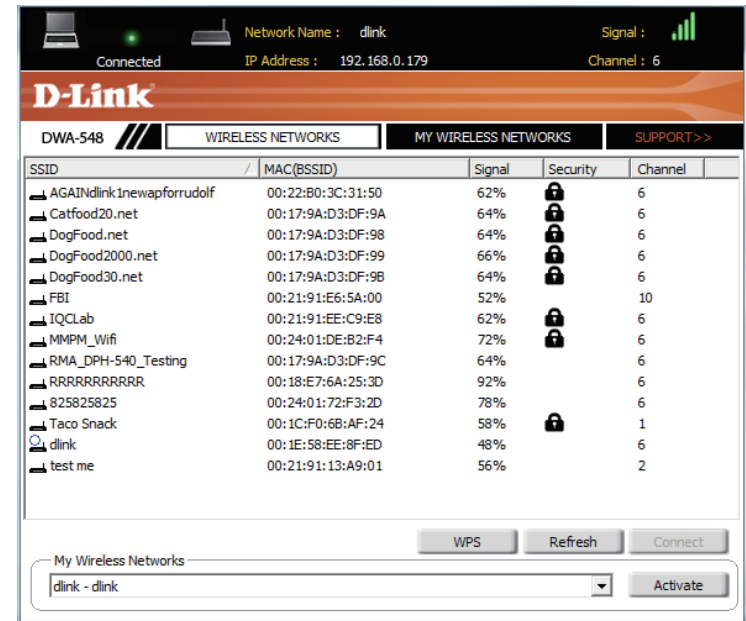 Network Name : dlink Signal :
Connected IP Address : 192.168.0.179 Channel : 6
D-Link
DWA-548 WIRELESS NETWORKS MY WIRELESS NETWORKS SUPPORT>>
SSID MAC(BSSID) Signal Security Channel
AGAINdlink1newapforrudolf 00:22:B0:3C:31:50 62% 6
Catfood20.net 00:17:9A:D3:DF:9A 64% 6
DogFood.net 00:17:9A:D3:DF:98 64% 6
DogFood2000.net 00:17:9A:D3:DF:99 66% 6
DogFood30.net 00:17:9A:D3:DF:9B 64% 6
FBI 00:21:91:E6:5A:00 52% 10
IQCLab 00:21:91:EE:C9:E8 62% 6
MMPM_Wifi 00:24:01:DE:B2:F4 72% 6
RMA_DPH-540_Testing 00:17:9A:D3:DF:9C 64% 6
RRRRRRRRRRR 00:18:E7:6A:25:3D 92% 6
825825825 00:24:01:72:F3:2D 78% 6
Taco Snack 00:1C:F0:6B:AF:24 58% 1
dlink 00:1E:58:EE:8F:ED 48% 6
test me 00:21:91:13:A9:01 56% 2
WPS Refresh Connect
My Wireless Networks
dlink - dlink Activate